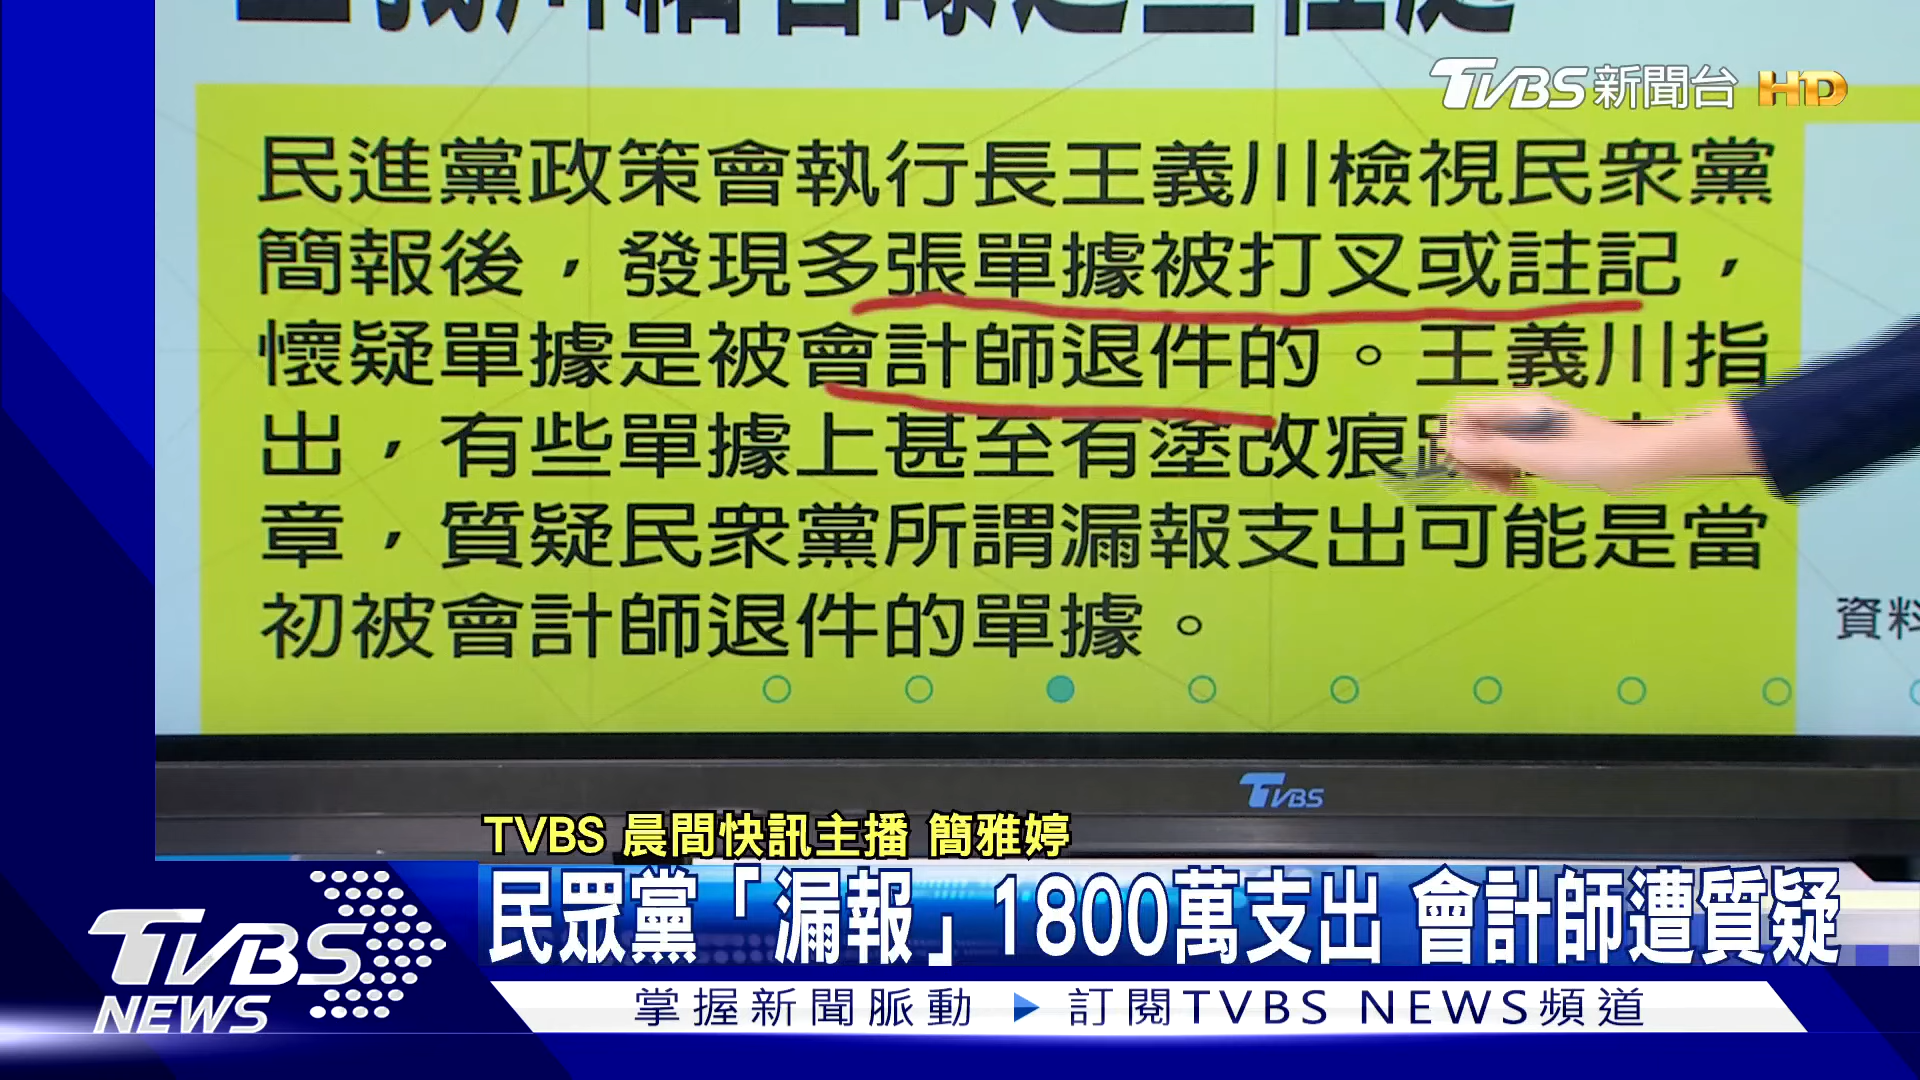 TVBS新聞台 HD
民進黨政策會執行長王義川檢視民衆黨
簡報後，發現多張單據被打叉或註記，
懷疑單據是被會計師退件的。王義川指
出，有些單據上甚至有塗改痕
章，質疑民衆黨所謂漏報支出可能是當
初被會計師退件的單據。
資料
TVBS
TVBS 晨間快訊主播 簡雅婷
民眾黨「漏報」1800萬支出 會計師遭質疑
TVBS
NEWS
掌握新聞脈動 ▶ 訂閱TVBS NEWS頻道